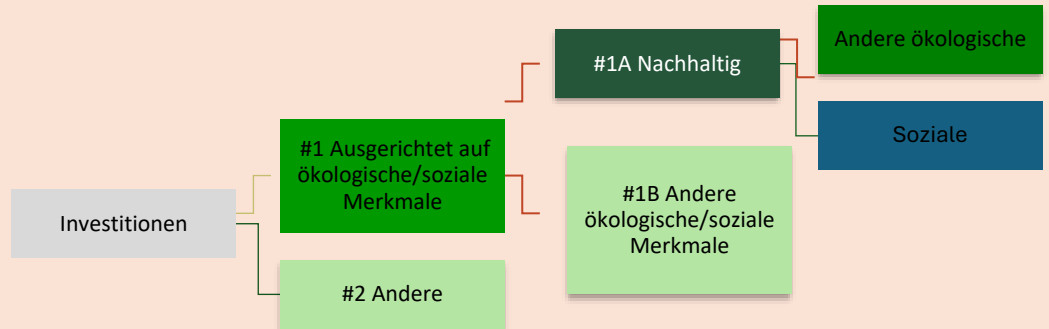 Investitionen
#1 Ausgerichtet auf
ökologische/soziale
Merkmale
#2 Andere
#1A Nachhaltig
#1B Andere
ökologische/soziale
Merkmale
Andere ökologische
Soziale